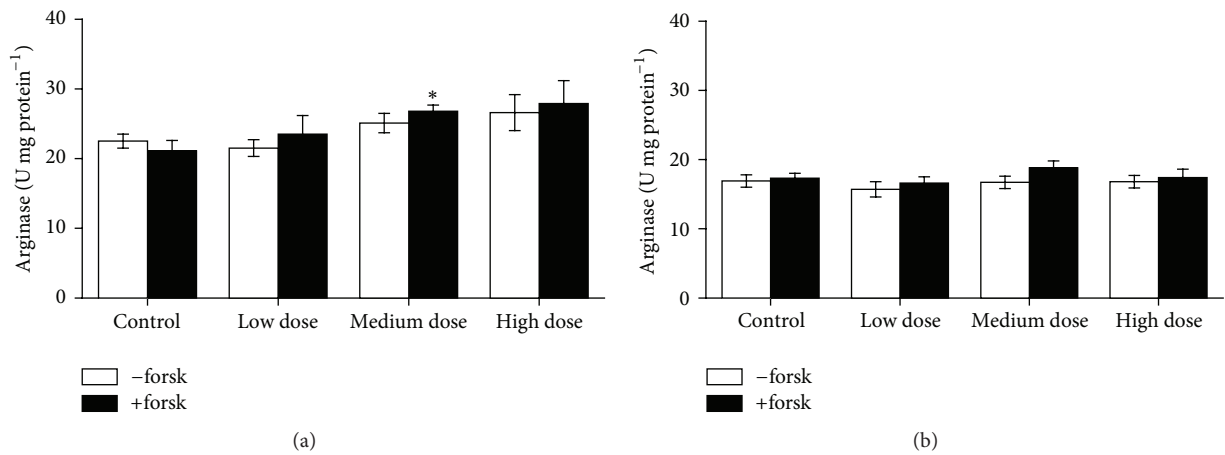 40
30
20
10
0
Arginase (U mg protein⁻¹)
*
Control Low dose Medium dose High dose
−forsk
+forsk
(a)
40
30
20
10
0
Arginase (U mg protein⁻¹)
Control Low dose Medium dose High dose
−forsk
+forsk
(b)